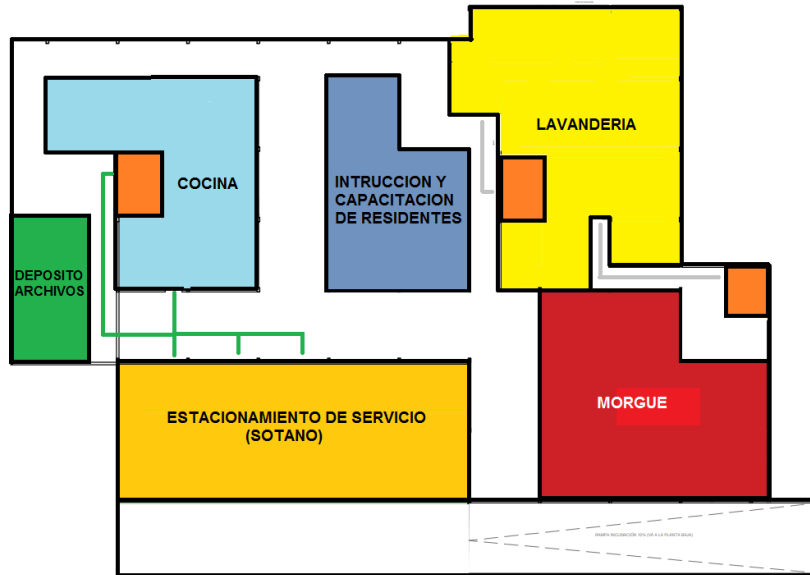 LAVANDERIA
COCINA
INTRUCCION Y
CAPACITACION
DE RESIDENTES
DEPOSITO
ARCHIVOS
ESTACIONAMIENTO DE SERVICIO
(SOTANO)
MORGUE